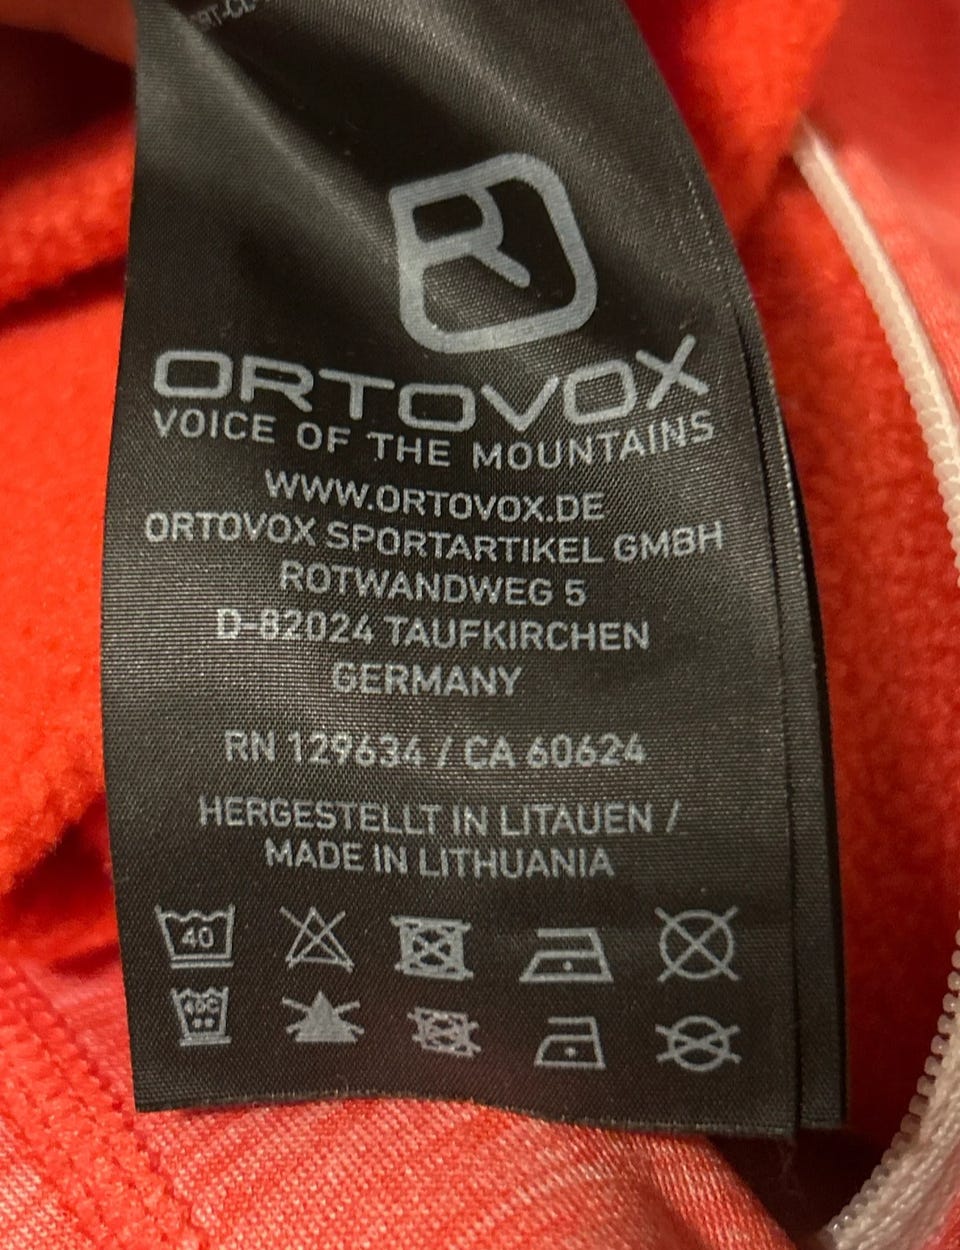 ORTOVOX
VOICE OF THE MOUNTAINS
WWW.ORTOVOX.DE
ORTOVOX SPORTARTIKEL GMBH
ROTWANDWEG 5
D-82024 TAUFKIRCHEN
GERMANY
RN 129634 / CA 60624
HERGESTELLT IN LITAUEN /
MADE IN LITHUANIA
40
40C